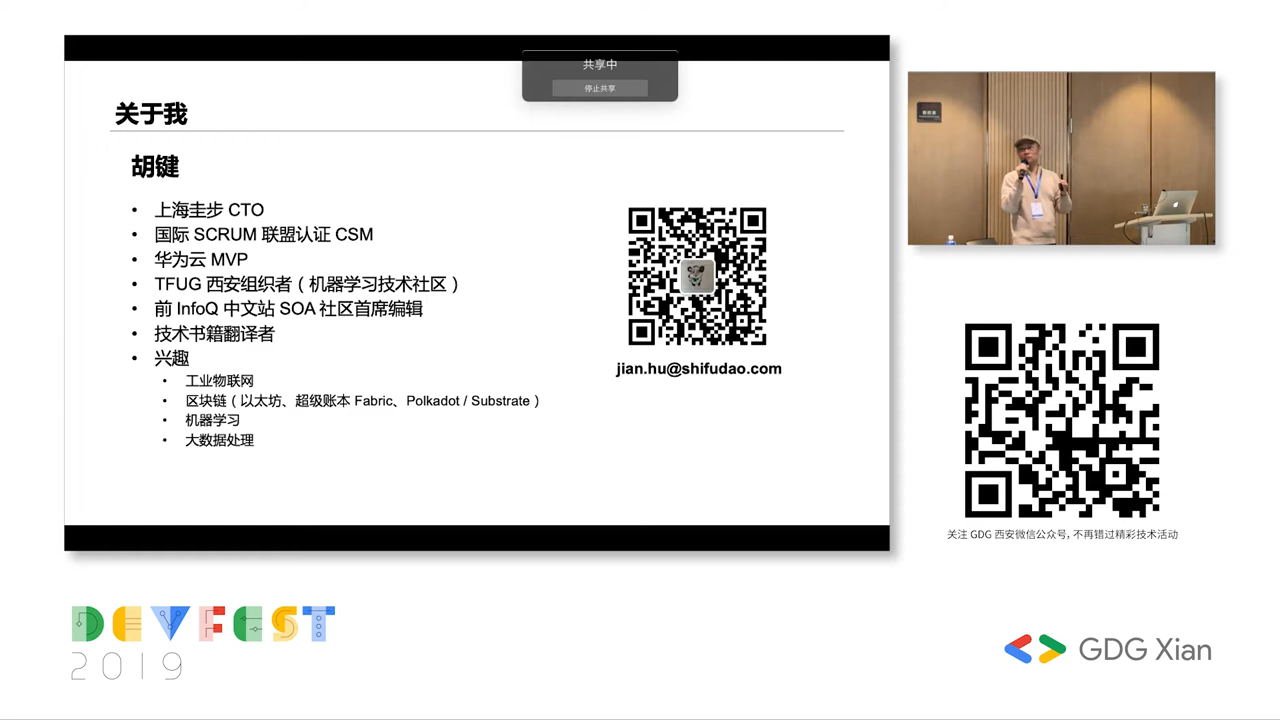 共享中
停止共享
关于我
胡键
• 上海圭步 CTO
• 国际 SCRUM 联盟认证 CSM
• 华为云 MVP
• TFUG 西安组织者（机器学习技术社区）
• 前 InfoQ 中文站 SOA 社区首席编辑
• 技术书籍翻译者
• 兴趣
• 工业物联网
• 区块链（以太坊、超级账本 Fabric、Polkadot / Substrate）
• 机器学习
• 大数据处理
jian.hu@shifudao.com
关注 GDG 西安微信公众号, 不再错过精彩技术活动
DEVFEST
2019
GDG Xian